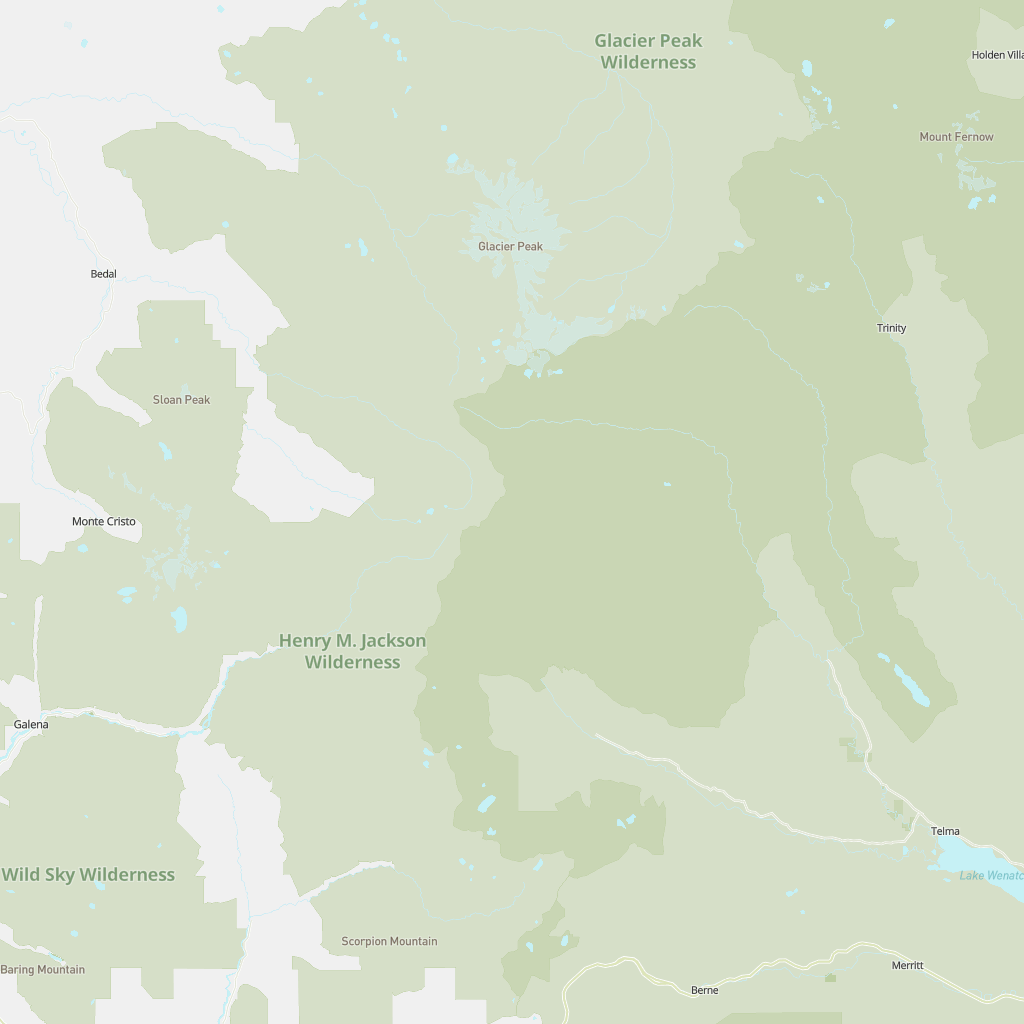 Glacier Peak
Wilderness
Holden Villa
Mount Fernow
Glacier Peak
Bedal
Trinity
Sloan Peak
Monte Cristo
Henry M. Jackson
Wilderness
Galena
Telma
Wild Sky Wilderness
Lake Wenatc
Scorpion Mountain
Baring Mountain
Merritt
Berne